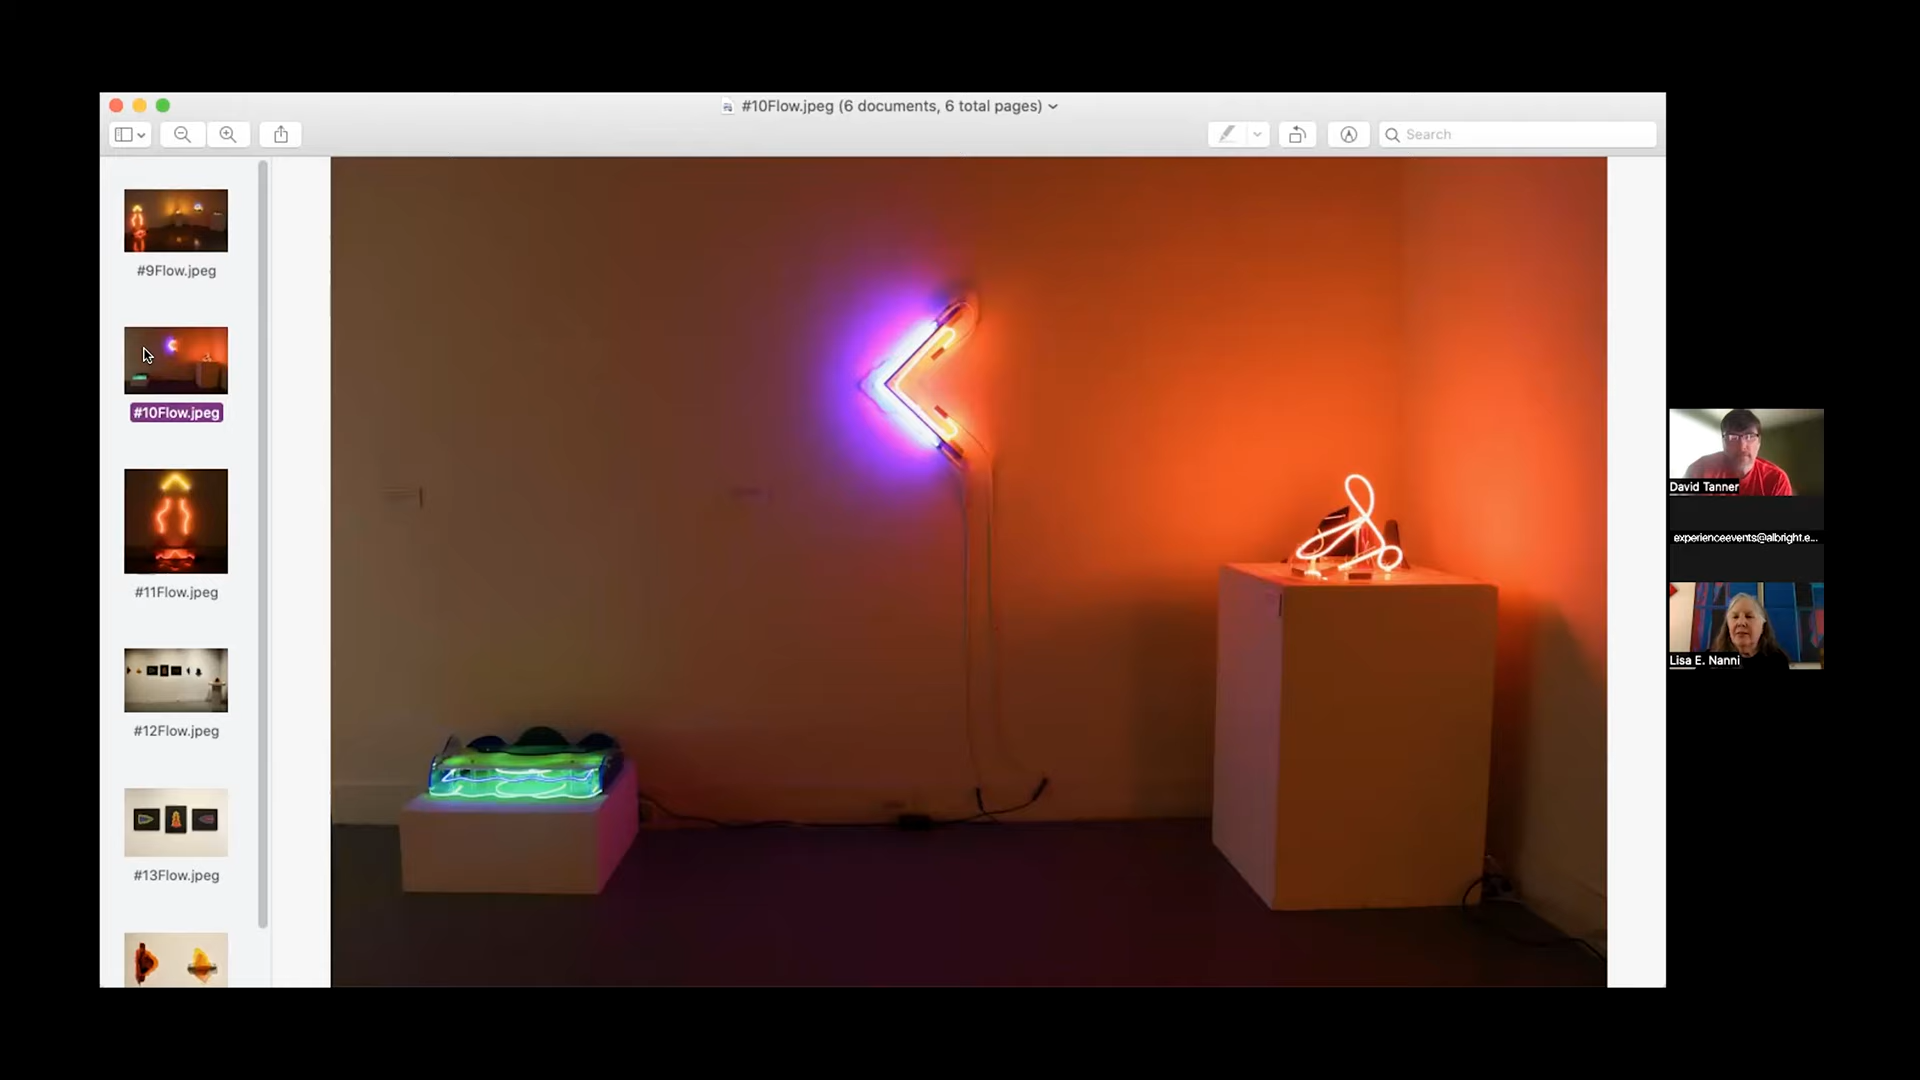 #10Flow.jpeg (6 documents, 6 total pages)
Search
#9Flow.jpeg
#10Flow.jpeg
#11Flow.jpeg
#12Flow.jpeg
#13Flow.jpeg
David Tanner
experienceevents@albright.e...
Lisa E. Nanni